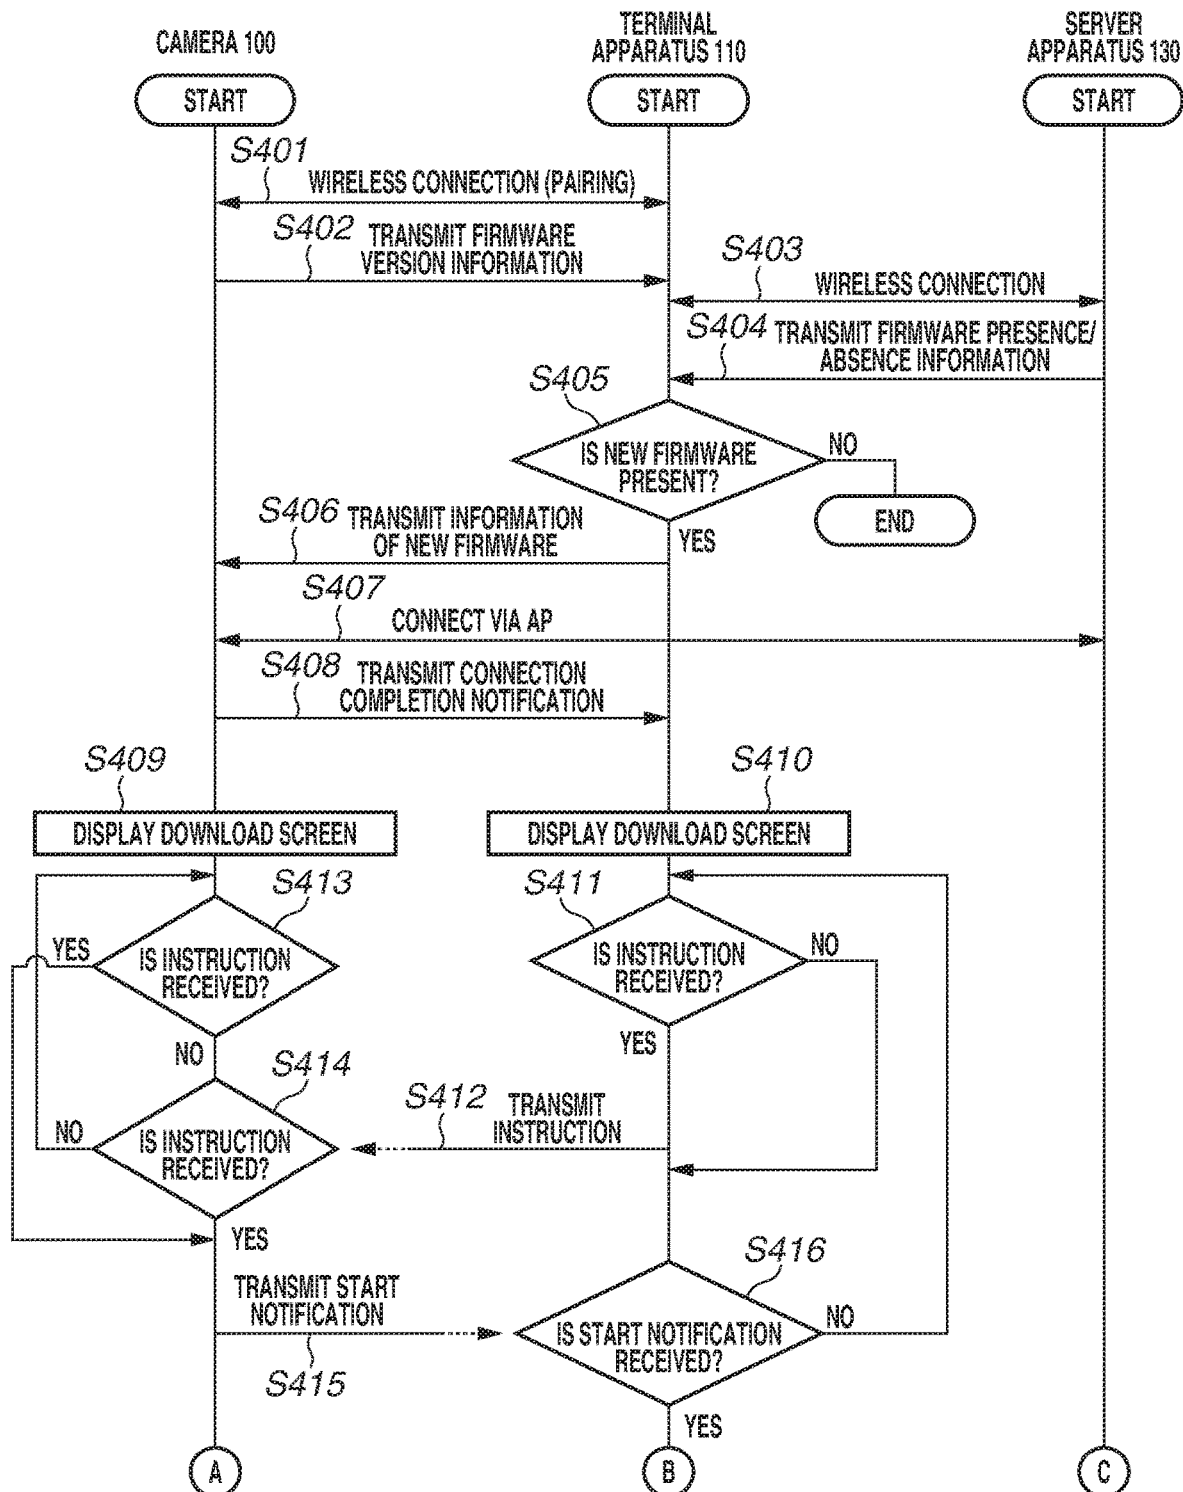 CAMERA 100
TERMINAL
APPARATUS 110
SERVER
APPARATUS 130
START
START
START
S401
WIRELESS CONNECTION (PAIRING)
S402
TRANSMIT FIRMWARE
VERSION INFORMATION
S403
WIRELESS CONNECTION
S404
TRANSMIT FIRMWARE PRESENCE/
ABSENCE INFORMATION
S405
IS NEW FIRMWARE
PRESENT?
NO
END
YES
S406
TRANSMIT INFORMATION
OF NEW FIRMWARE
S407
CONNECT VIA AP
S408
TRANSMIT CONNECTION
COMPLETION NOTIFICATION
S409
DISPLAY DOWNLOAD SCREEN
S410
DISPLAY DOWNLOAD SCREEN
S413
YES
IS INSTRUCTION
RECEIVED?
NO
S411
IS INSTRUCTION
RECEIVED?
NO
YES
S414
NO
IS INSTRUCTION
RECEIVED?
YES
S412
TRANSMIT
INSTRUCTION
TRANSMIT START
NOTIFICATION
S415
S416
IS START NOTIFICATION
RECEIVED?
NO
YES
A
B
C